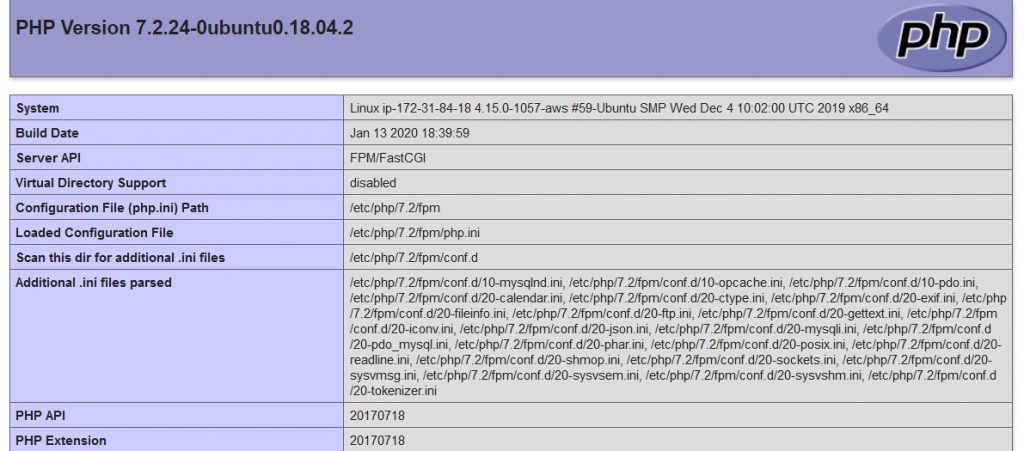 PHP Version 7.2.24-0ubuntu0.18.04.2
php
System Linux ip-172-31-84-18 4.15.0-1057-aws #59-Ubuntu SMP Wed Dec 4 10:02:00 UTC 2019 x86_64
Build Date Jan 13 2020 18:39:59
Server API FPM/FastCGI
Virtual Directory Support disabled
Configuration File (php.ini) Path /etc/php/7.2/fpm
Loaded Configuration File /etc/php/7.2/fpm/php.ini
Scan this dir for additional .ini files /etc/php/7.2/fpm/conf.d
Additional .ini files parsed /etc/php/7.2/fpm/conf.d/10-mysqlnd.ini, /etc/php/7.2/fpm/conf.d/10-opcache.ini, /etc/php/7.2/fpm/conf.d/10-pdo.ini,
/etc/php/7.2/fpm/conf.d/20-calendar.ini, /etc/php/7.2/fpm/conf.d/20-ctype.ini, /etc/php/7.2/fpm/conf.d/20-exif.ini, /etc/php
/7.2/fpm/conf.d/20-fileinfo.ini, /etc/php/7.2/fpm/conf.d/20-ftp.ini, /etc/php/7.2/fpm/conf.d/20-gettext.ini, /etc/php/7.2/fpm
/conf.d/20-iconv.ini, /etc/php/7.2/fpm/conf.d/20-json.ini, /etc/php/7.2/fpm/conf.d/20-mysqli.ini, /etc/php/7.2/fpm/conf.d
/20-pdo_mysql.ini, /etc/php/7.2/fpm/conf.d/20-phar.ini, /etc/php/7.2/fpm/conf.d/20-posix.ini, /etc/php/7.2/fpm/conf.d/20-
readline.ini, /etc/php/7.2/fpm/conf.d/20-shmop.ini, /etc/php/7.2/fpm/conf.d/20-sockets.ini, /etc/php/7.2/fpm/conf.d/20-
sysvmsg.ini, /etc/php/7.2/fpm/conf.d/20-sysvsem.ini, /etc/php/7.2/fpm/conf.d/20-sysvshm.ini, /etc/php/7.2/fpm/conf.d
/20-tokenizer.ini
PHP API 20170718
PHP Extension 20170718